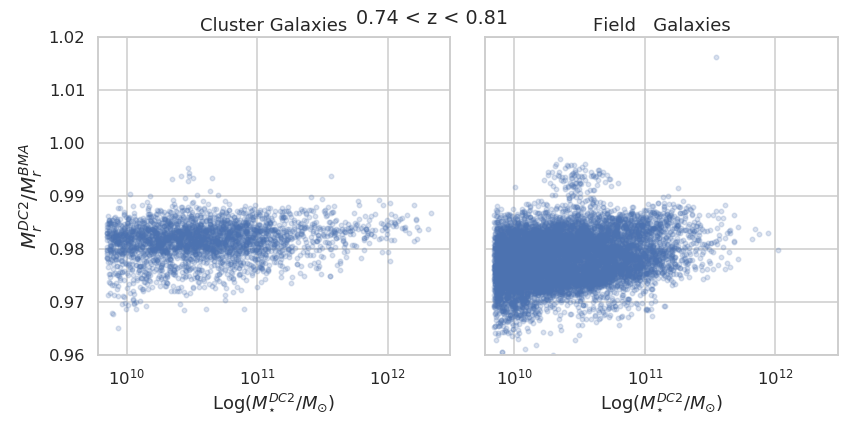 0.74 < z < 0.81
Cluster Galaxies
Field   Galaxies
1.02
1.01
1.00
0.99
0.98
0.97
0.96
M_r^{DC2}/M_r^{BMA}
10^{10}
10^{11}
10^{12}
10^{10}
10^{11}
10^{12}
Log(M_⋆^{DC2}/M_⊙)
Log(M_⋆^{DC2}/M_⊙)